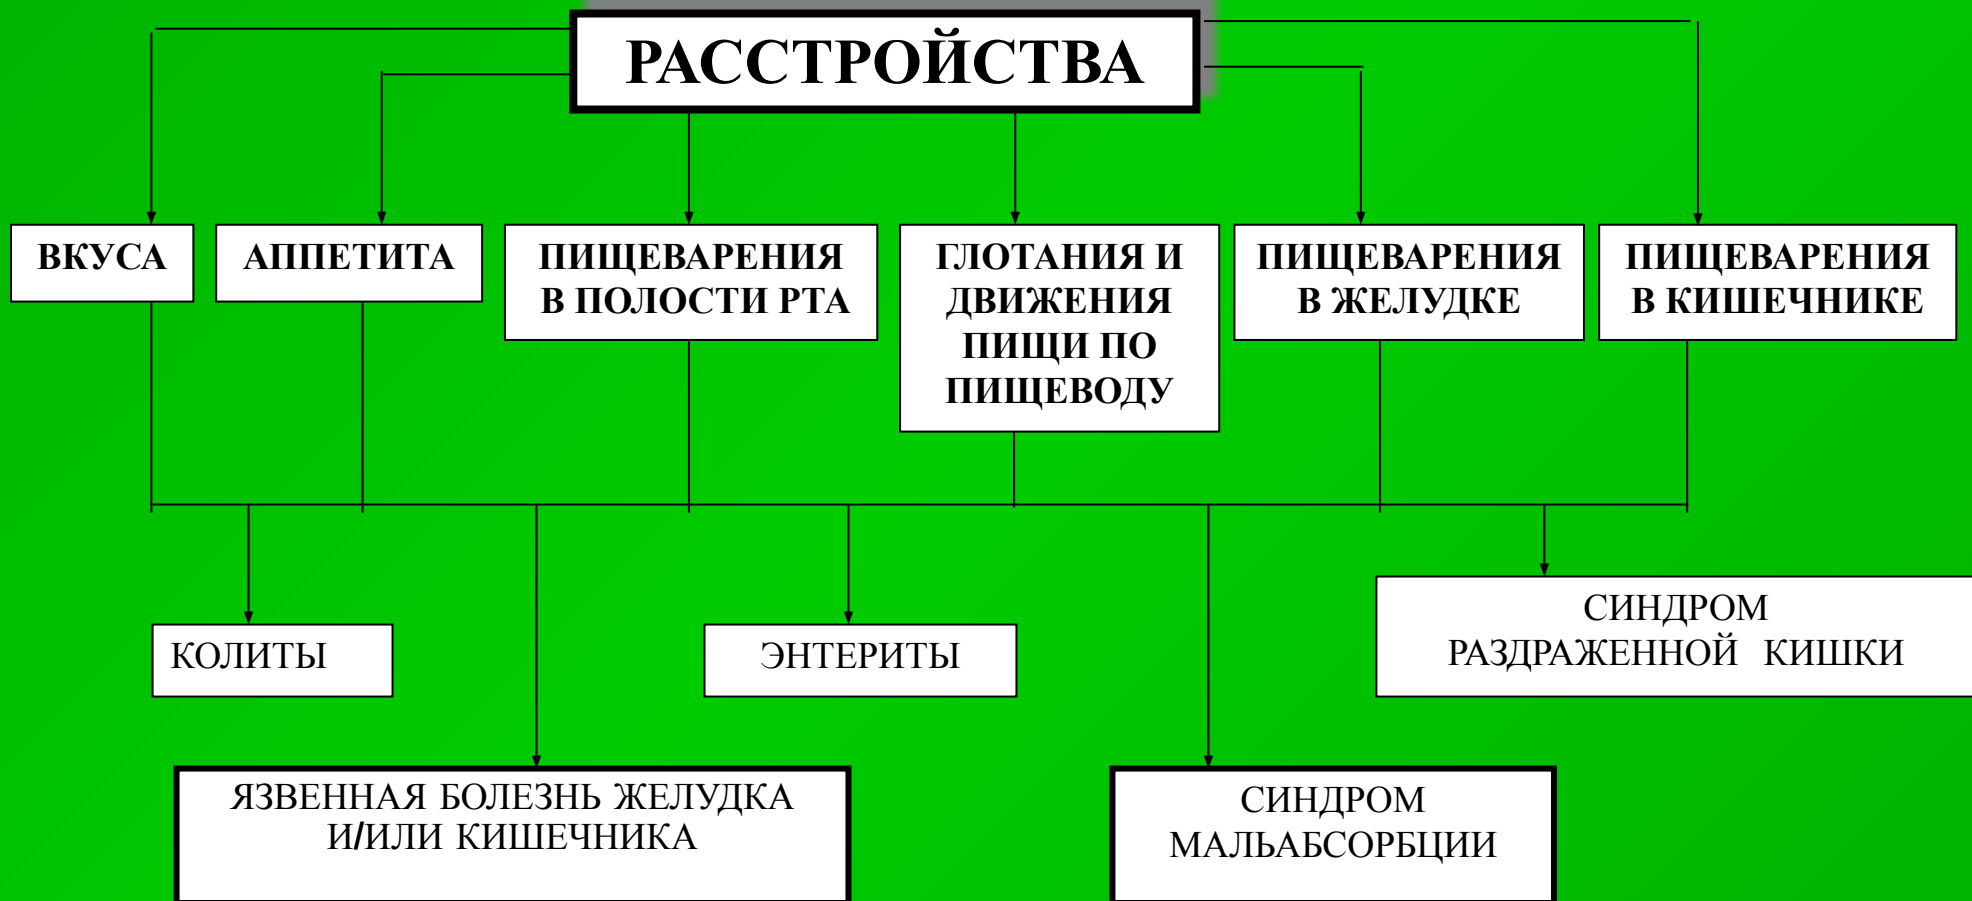 РАССТРОЙСТВА
ВКУСА
АППЕТИТА
ПИЩЕВАРЕНИЯ
В ПОЛОСТИ РТА
ГЛОТАНИЯ И
ДВИЖЕНИЯ
ПИЩИ ПО
ПИЩЕВОДУ
ПИЩЕВАРЕНИЯ
В ЖЕЛУДКЕ
ПИЩЕВАРЕНИЯ
В КИШЕЧНИКЕ
КОЛИТЫ
ЭНТЕРИТЫ
СИНДРОМ
РАЗДРАЖЕННОЙ КИШКИ
ЯЗВЕННАЯ БОЛЕЗНЬ ЖЕЛУДКА
И/ИЛИ КИШЕЧНИКА
СИНДРОМ
МАЛЬАБСОРБЦИИ